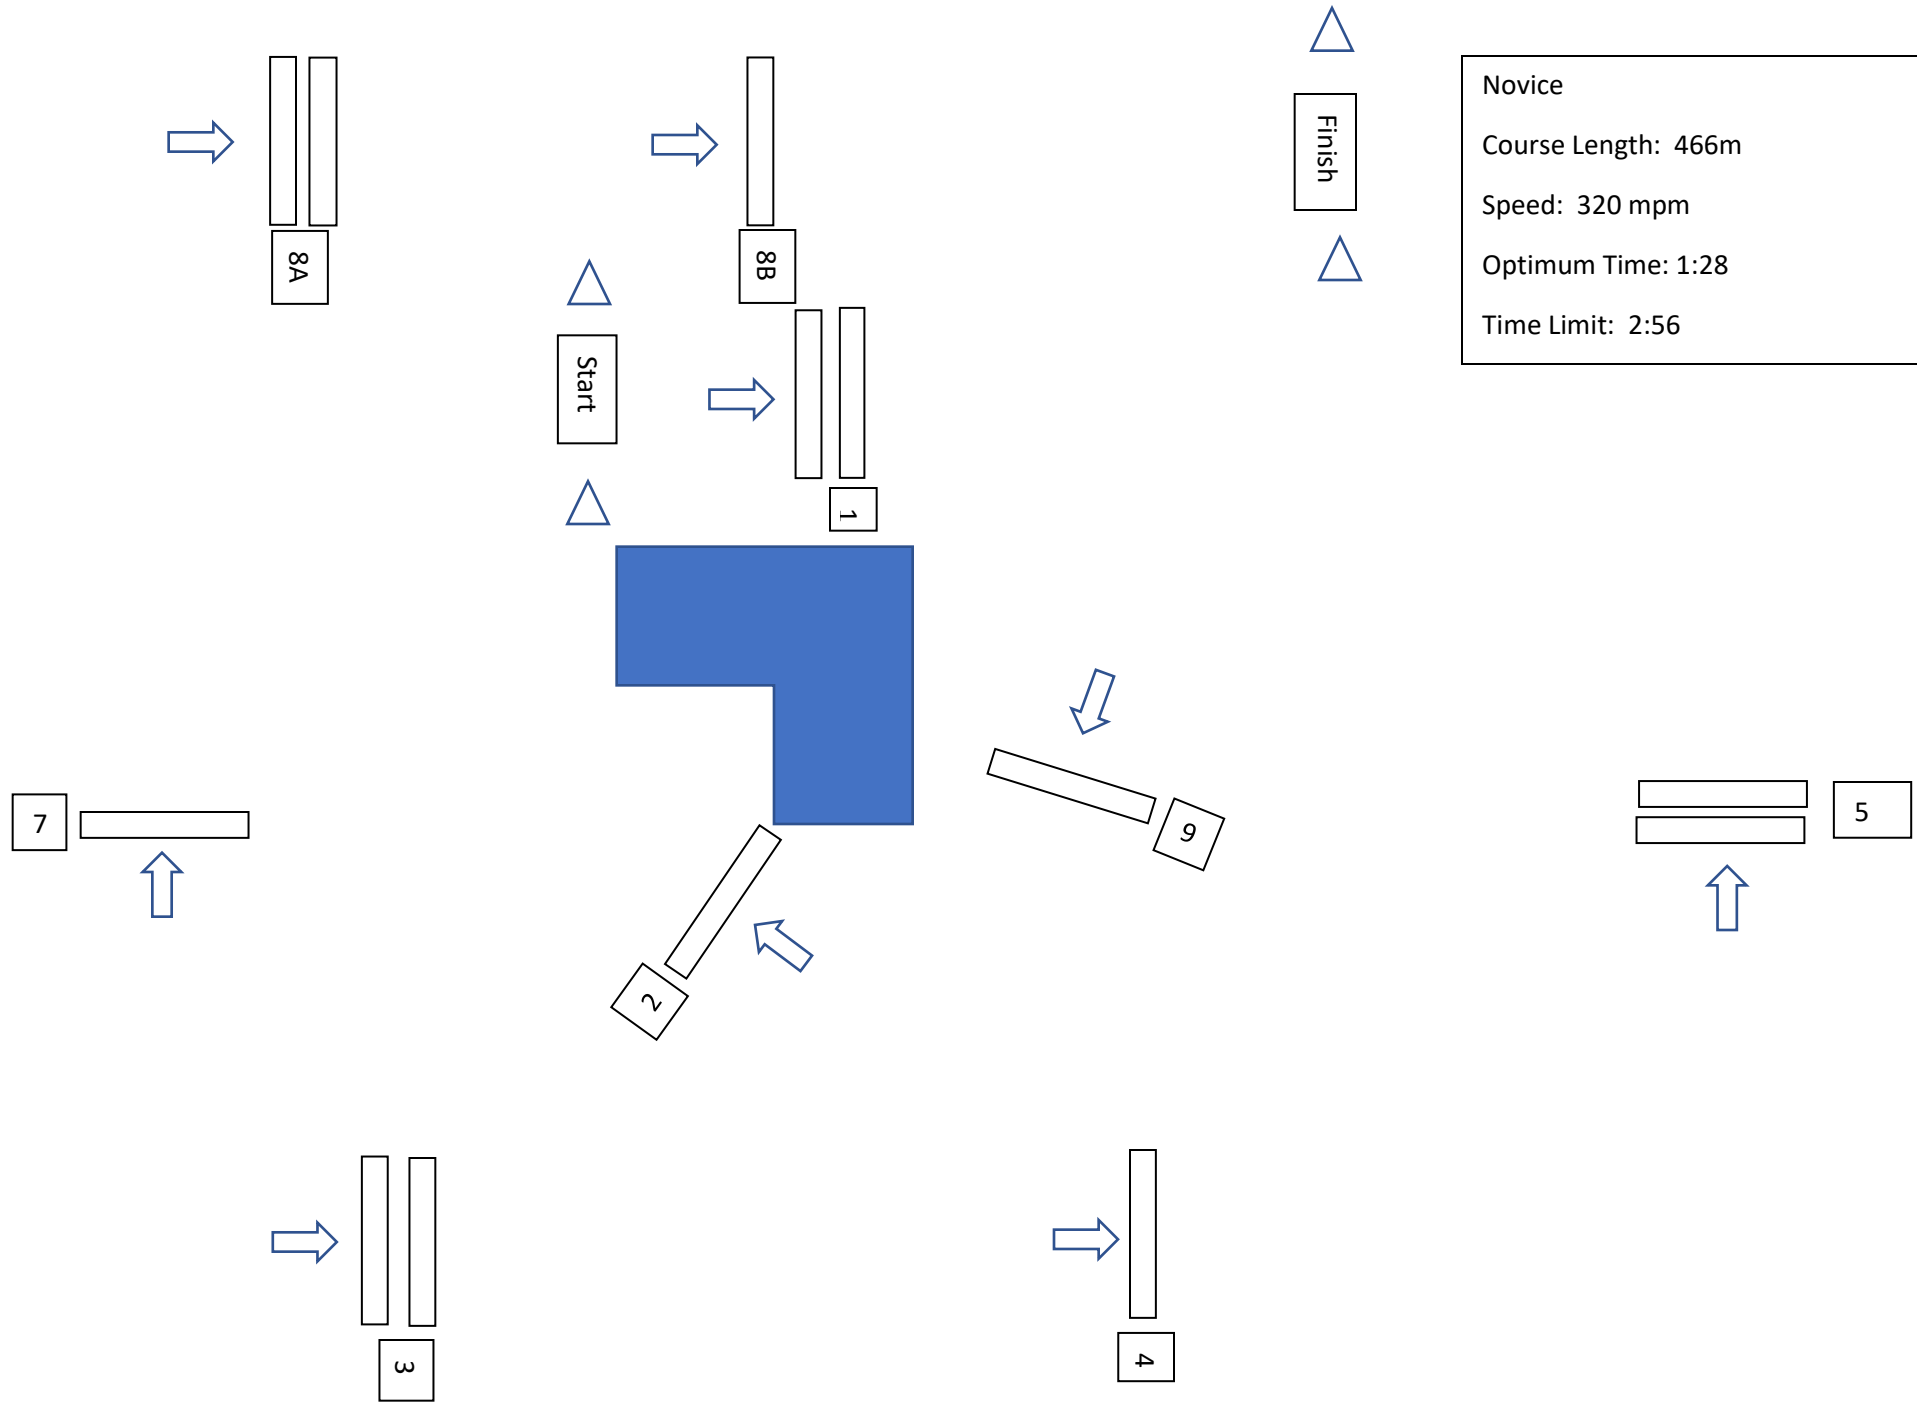 Finish
Novice
Course Length: 466m
Speed: 320 mpm
Optimum Time: 1:28
Time Limit: 2:56
8A
8B
Start
1
6
7
5
2
3
4